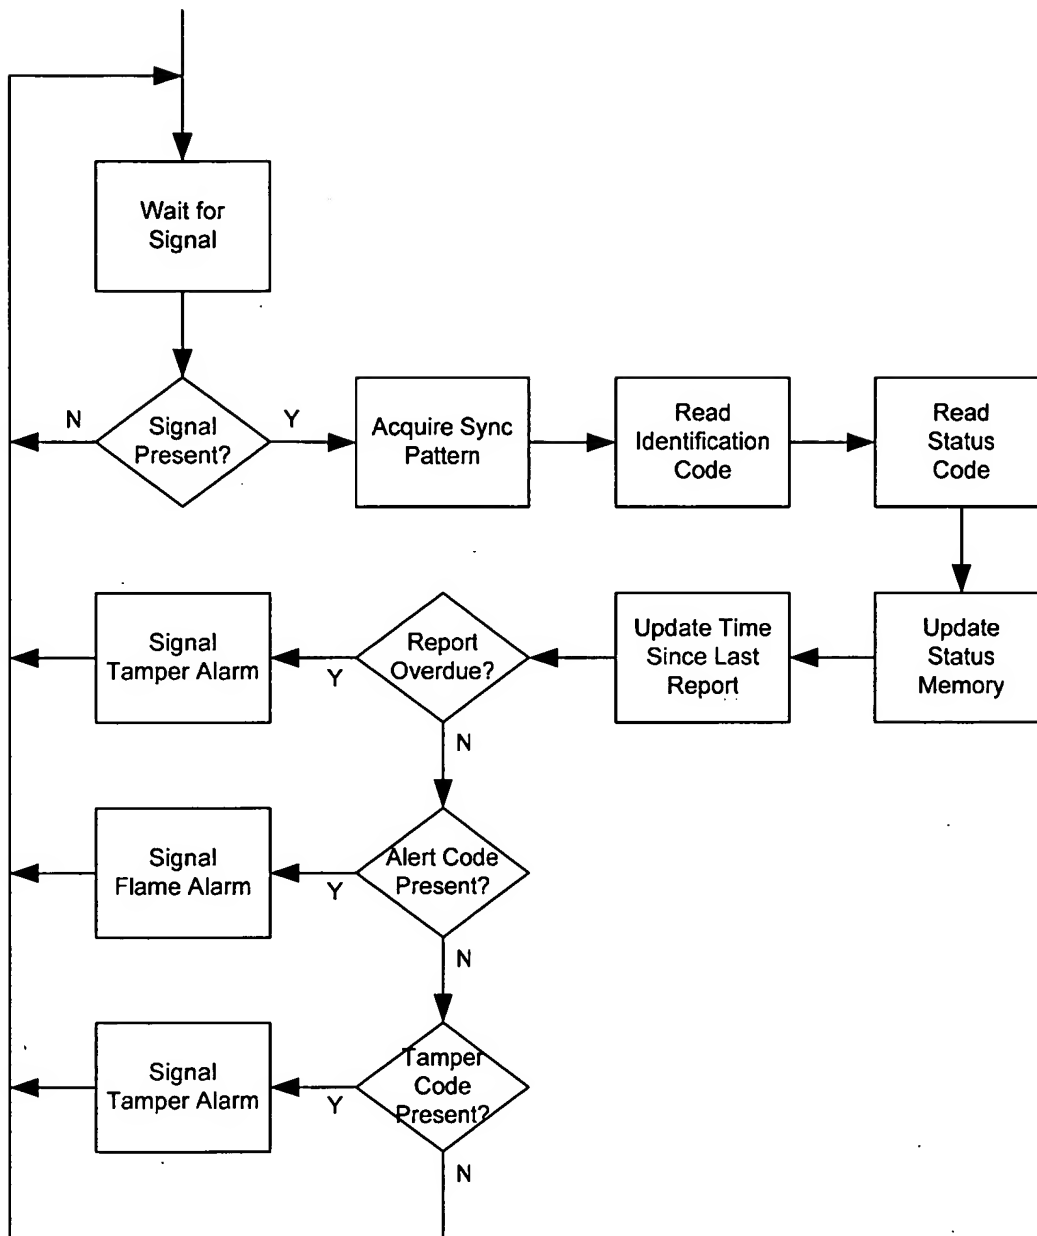 Wait for
Signal
N
Signal
Present?
Y
Acquire Sync
Pattern
Read
Identification
Code
Read
Status
Code
Signal
Tamper Alarm
Y
Report
Overdue?
Update Time
Since Last
Report
Update
Status
Memory
N
Signal
Flame Alarm
Y
Alert Code
Present?
N
Signal
Tamper Alarm
Y
Tamper
Code
Present?
N